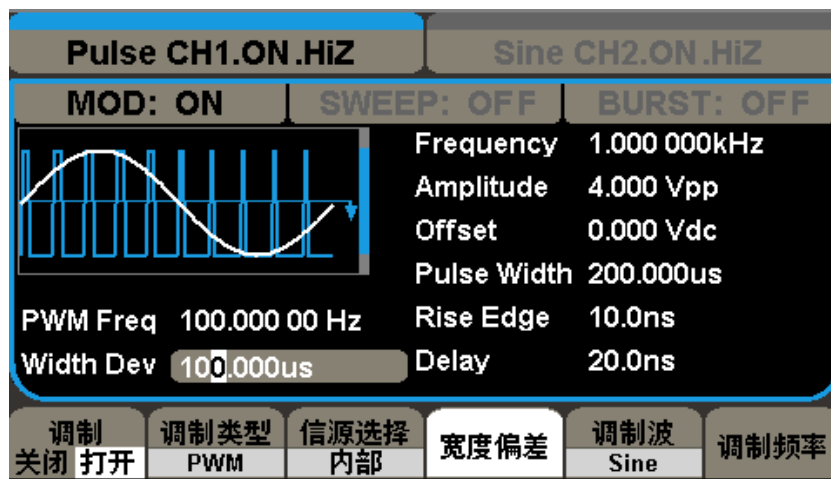 Pulse CH1.ON.HiZ
Sine CH2.ON.HiZ
MOD: ON
SWEEP: OFF
BURST: OFF
Frequency 1.000 000kHz
Amplitude 4.000 Vpp
Offset 0.000 Vdc
Pulse Width 200.000us
PWM Freq 100.000 00 Hz
Rise Edge 10.0ns
Width Dev 100.000us
Delay 20.0ns
调制
关闭 打开
调制类型
PWM
信源选择
内部
宽度偏差
调制波
Sine
调制频率